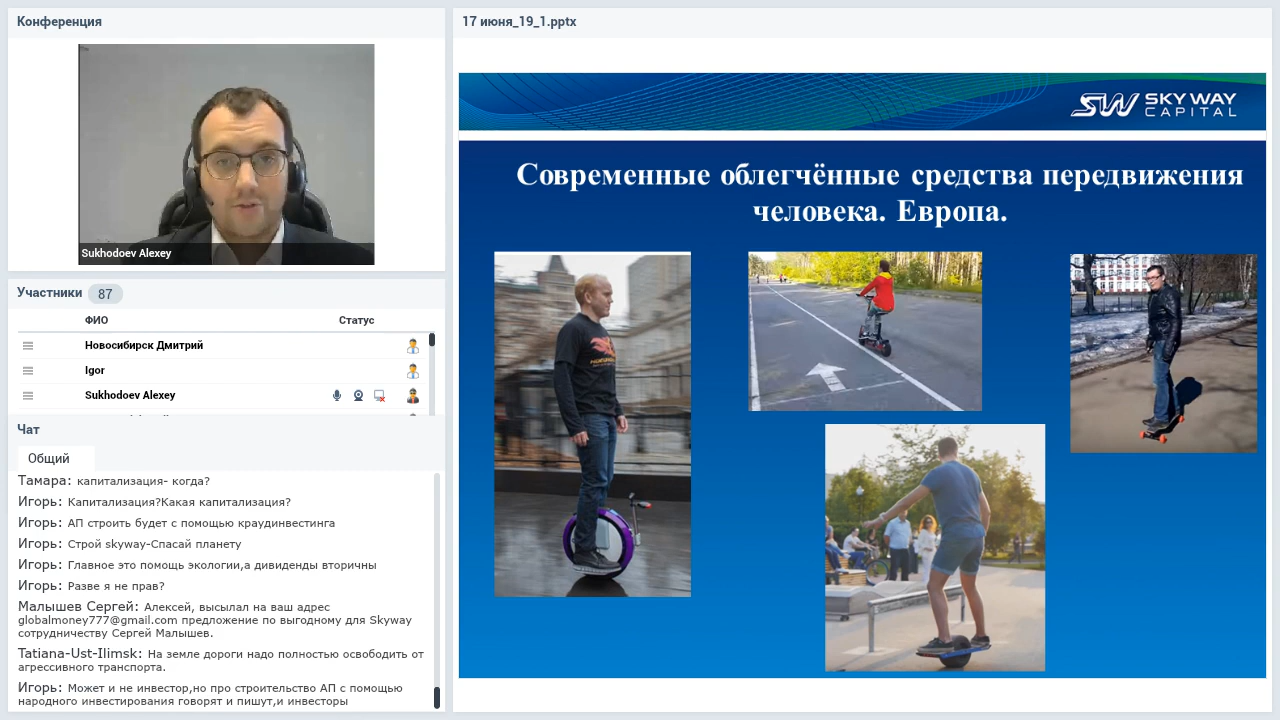 Конференция
Sukhodoev Alexey
Участники 87
ФИО Статус
Новосибирск Дмитрий
Igor
Sukhodoev Alexey
Чат
Общий
Тамара: капитализация- когда?
Игорь: Капитализация?Какая капитализация?
Игорь: АП строить будет с помощью краудинвестинга
Игорь: Строй skyway-Спасай планету
Игорь: Главное это помощь экологии,а дивиденды вторичны
Игорь: Разве я не прав?
Малышев Сергей: Алексей, высылал на ваш адрес
globalmoney777@gmail.com предложение по выгодному для Skyway
сотрудничеству Сергей Малышев.
Tatiana-Ust-Ilimsk: На земле дороги надо полностью освободить от
агрессивного транспорта.
Игорь: Может и не инвестор,но про строительство АП с помощью
народного инвестирования говорят и пишут,и инвесторы
17 июня_19_1.pptx
SW SKY WAY
CAPITAL
Современные облегчённые средства передвижения
человека. Европа.